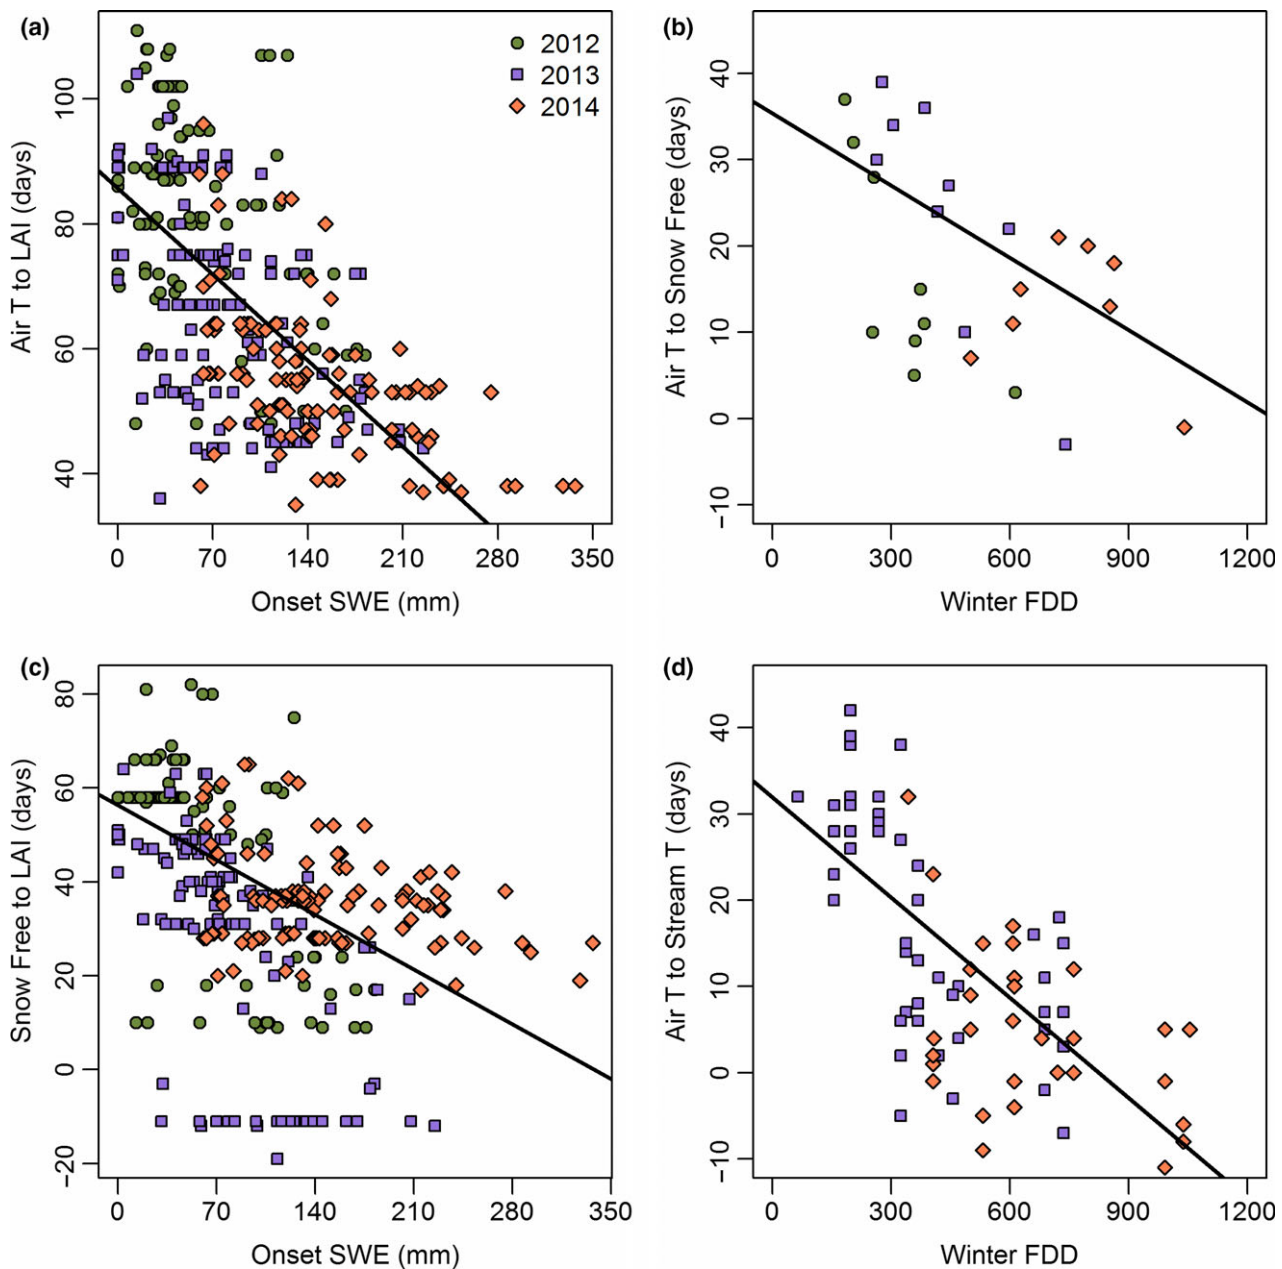 (a)
2012
2013
2014
Air T to LAI (days)
40 60 80 100
0 70 140 210 280 350
Onset SWE (mm)
(b)
Air T to Snow Free (days)
−10 0 10 20 30 40
0 300 600 900 1200
Winter FDD
(c)
Snow Free to LAI (days)
−20 0 20 40 60 80
0 70 140 210 280 350
Onset SWE (mm)
(d)
Air T to Stream T (days)
−10 0 10 20 30 40
0 300 600 900 1200
Winter FDD